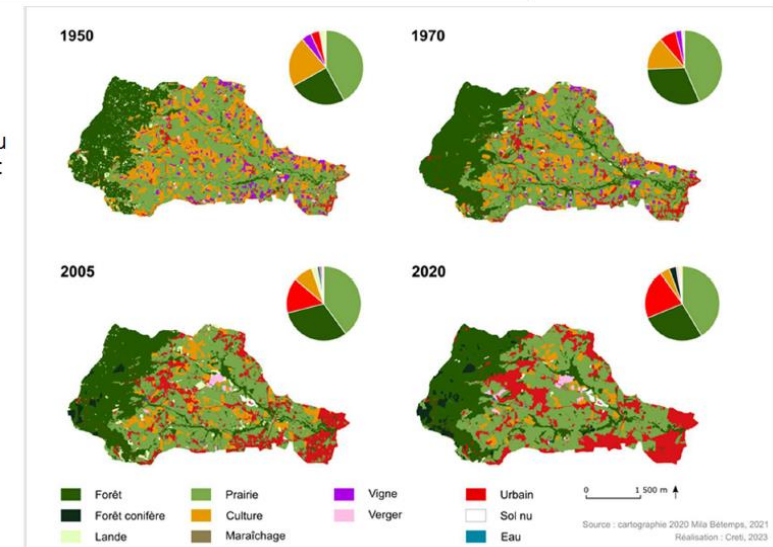 1950
1970
2005
2020
Forêt
Prairie
Vigne
Urbain
Forêt conifère
Culture
Verger
Sol nu
Lande
Maraîchage
Eau
0 1 500 m
Source : cartographie 2020 Mila Bétemps, 2021
Réalisation : Creti, 2023